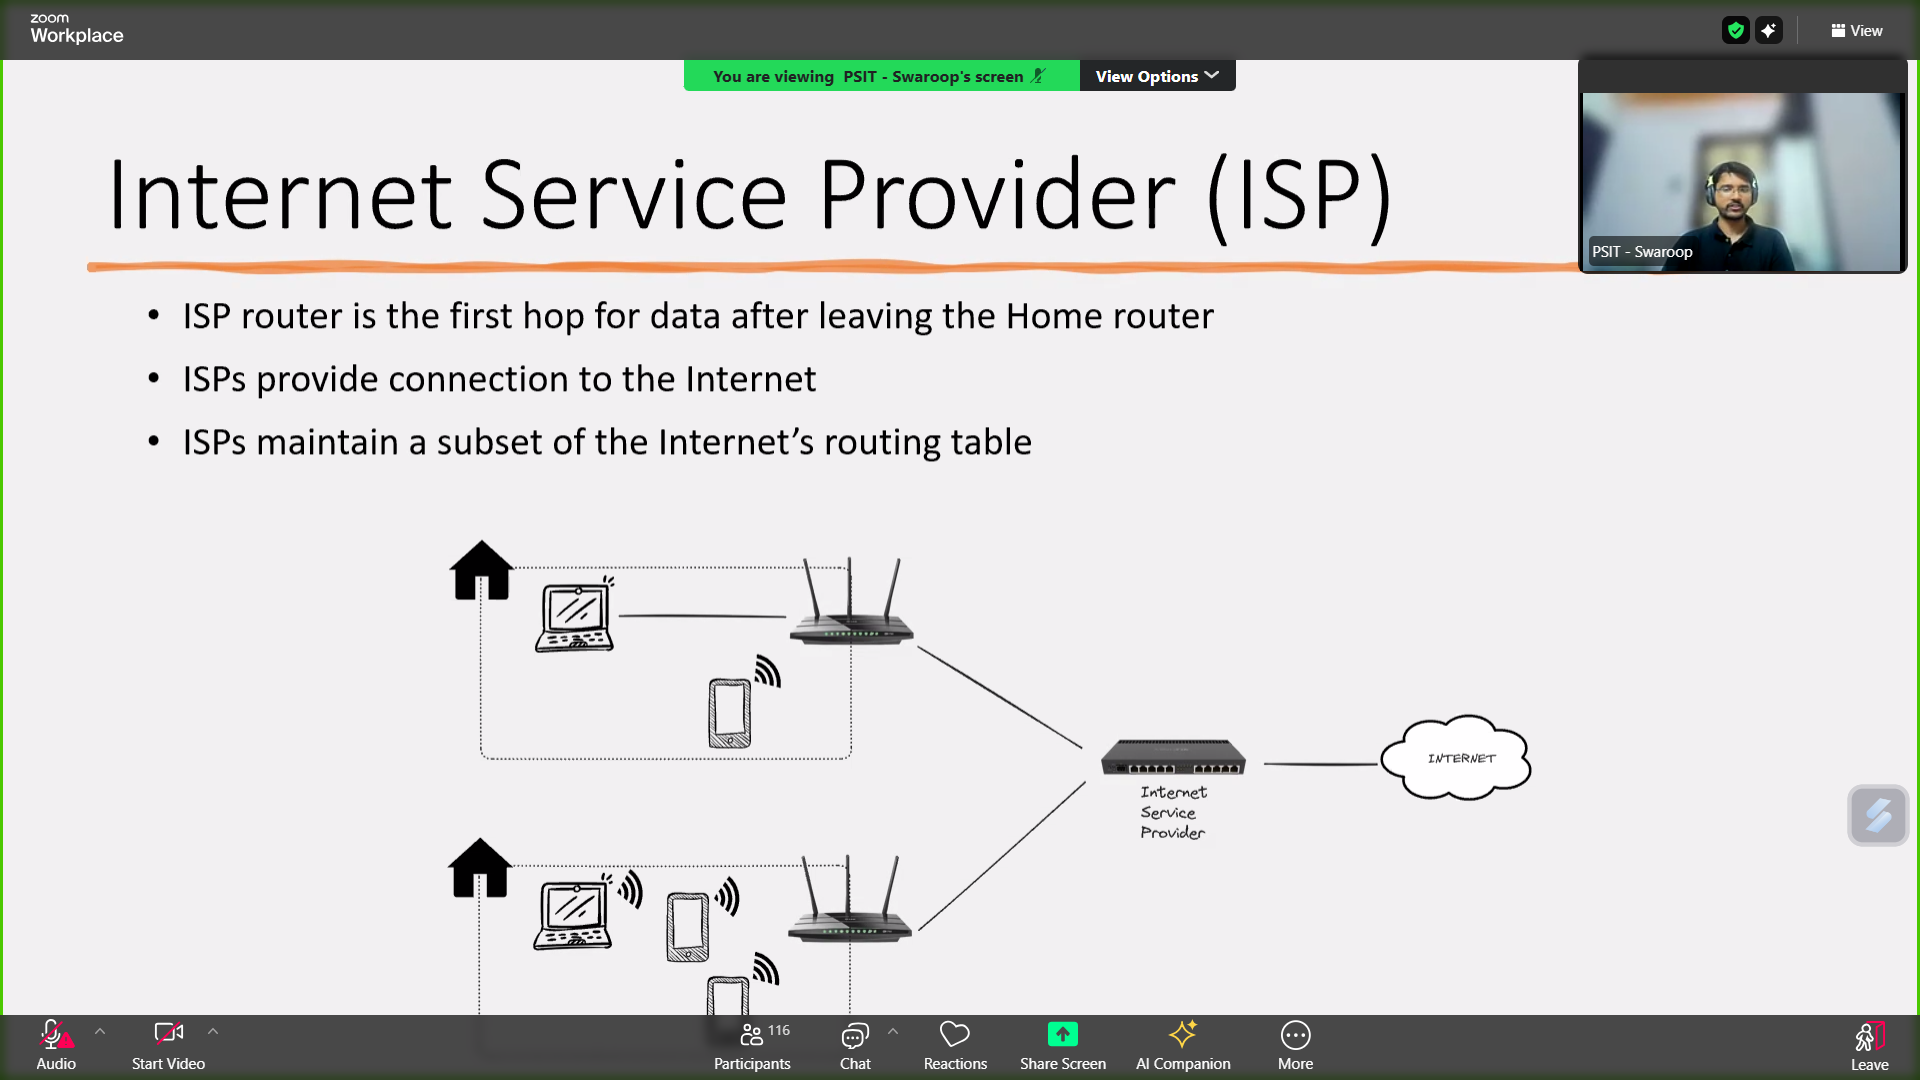 zoom
Workplace
View
You are viewing PSIT - Swaroop's screen
View Options
Internet Service Provider (ISP)
PSIT - Swaroop
• ISP router is the first hop for data after leaving the Home router
• ISPs provide connection to the Internet
• ISPs maintain a subset of the Internet’s routing table
INTERNET
Internet
Service
Provider
Audio
Start Video
116
Participants
Chat
Reactions
Share Screen
AI Companion
More
Leave